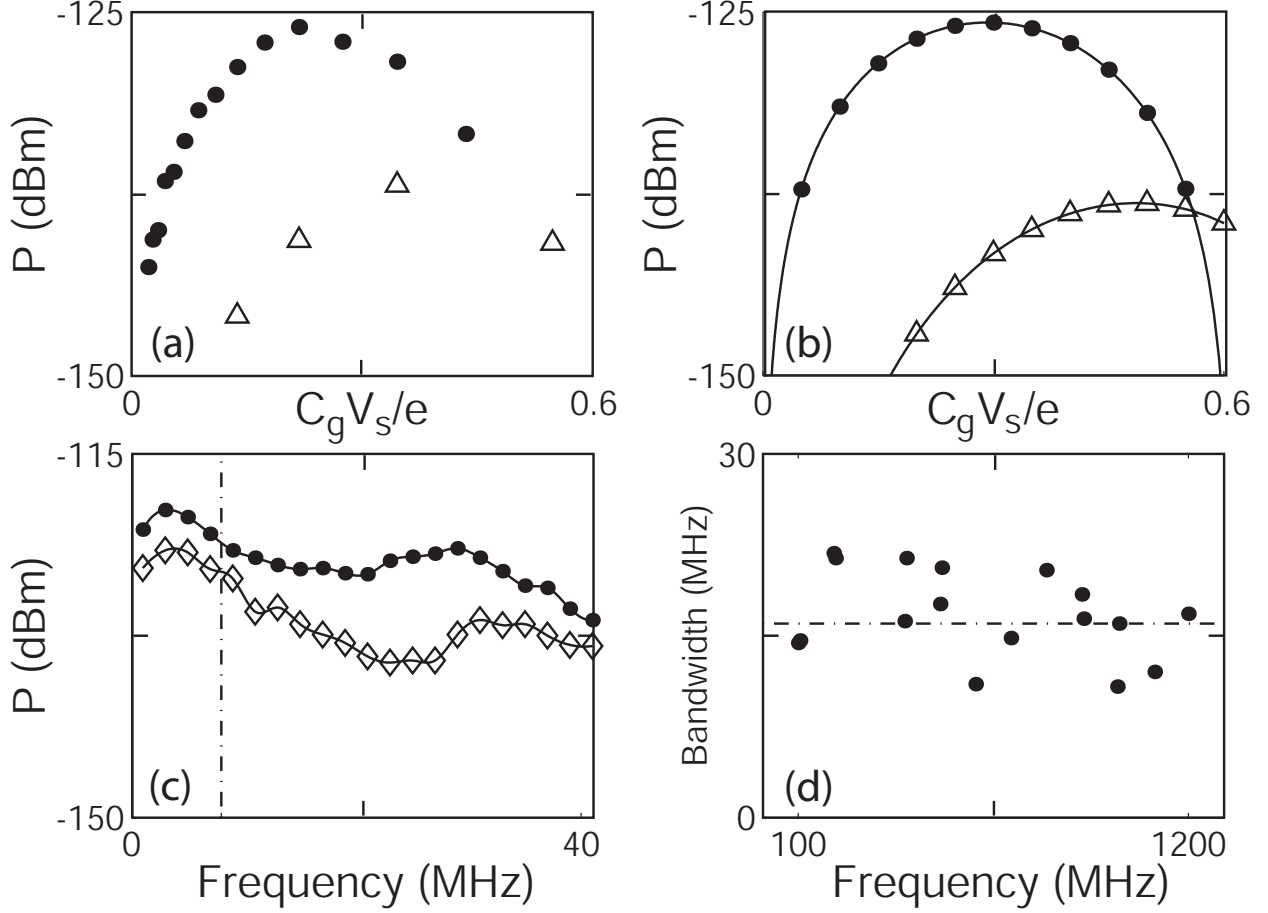 -125
P (dBm)
-150
(a)
0
C_gV_s/e
0.6
-125
P (dBm)
-150
(b)
0
C_gV_s/e
0.6
-115
P (dBm)
-150
(c)
0
40
Frequency (MHz)
30
Bandwidth (MHz)
0
(d)
100
1200
Frequency (MHz)